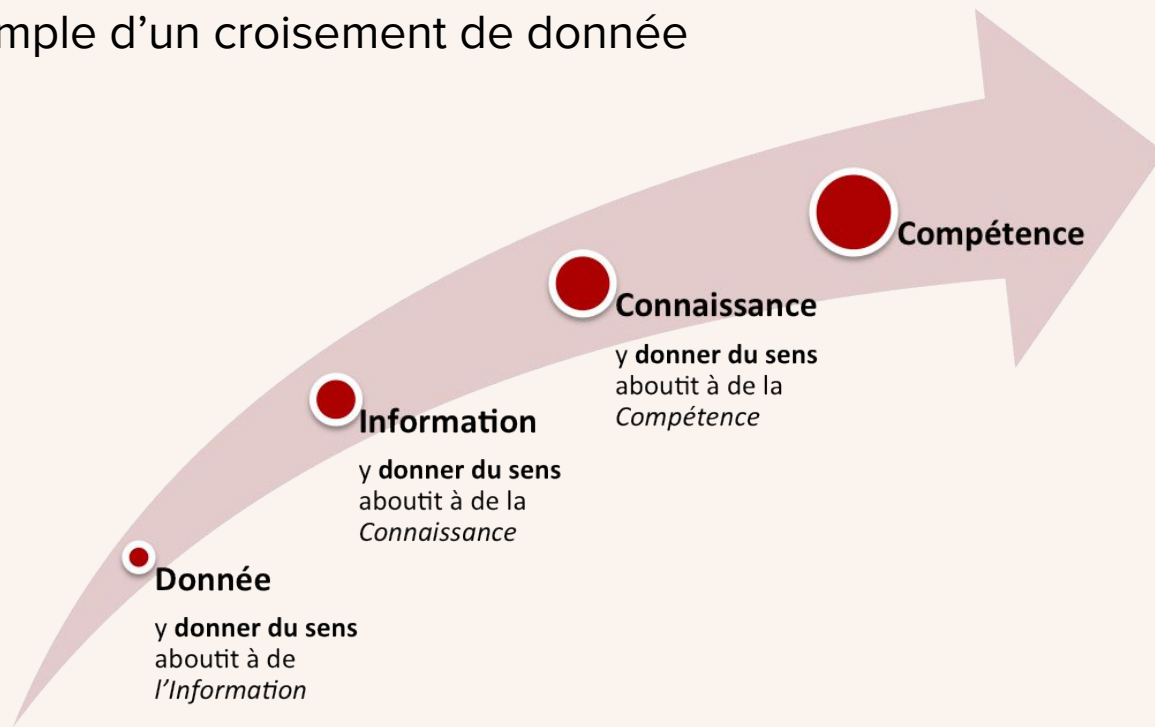 mple d’un croisement de donnée
Compétence
Connaissance
y donner du sens
aboutit à de la
Compétence
Information
y donner du sens
aboutit à de la
Connaissance
Donnée
y donner du sens
aboutit à de
l’Information